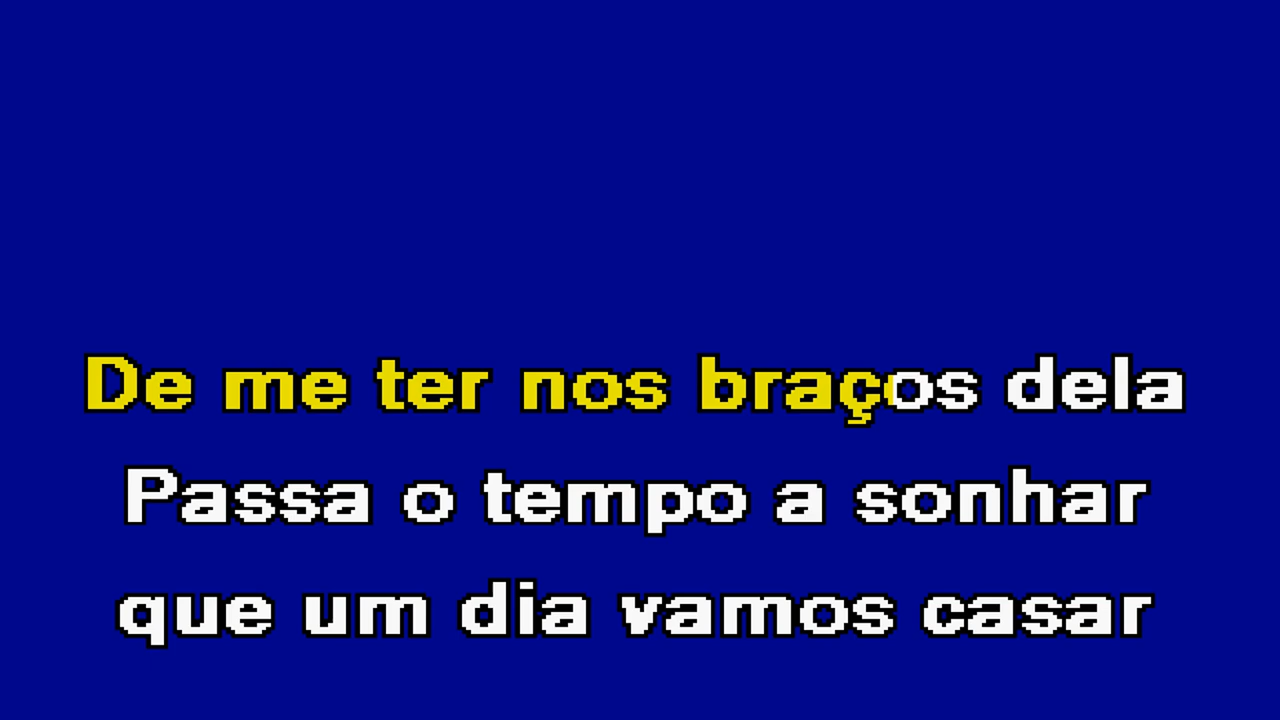 De me ter nos braços dela
Passa o tempo a sonhar
que um dia vamos casar